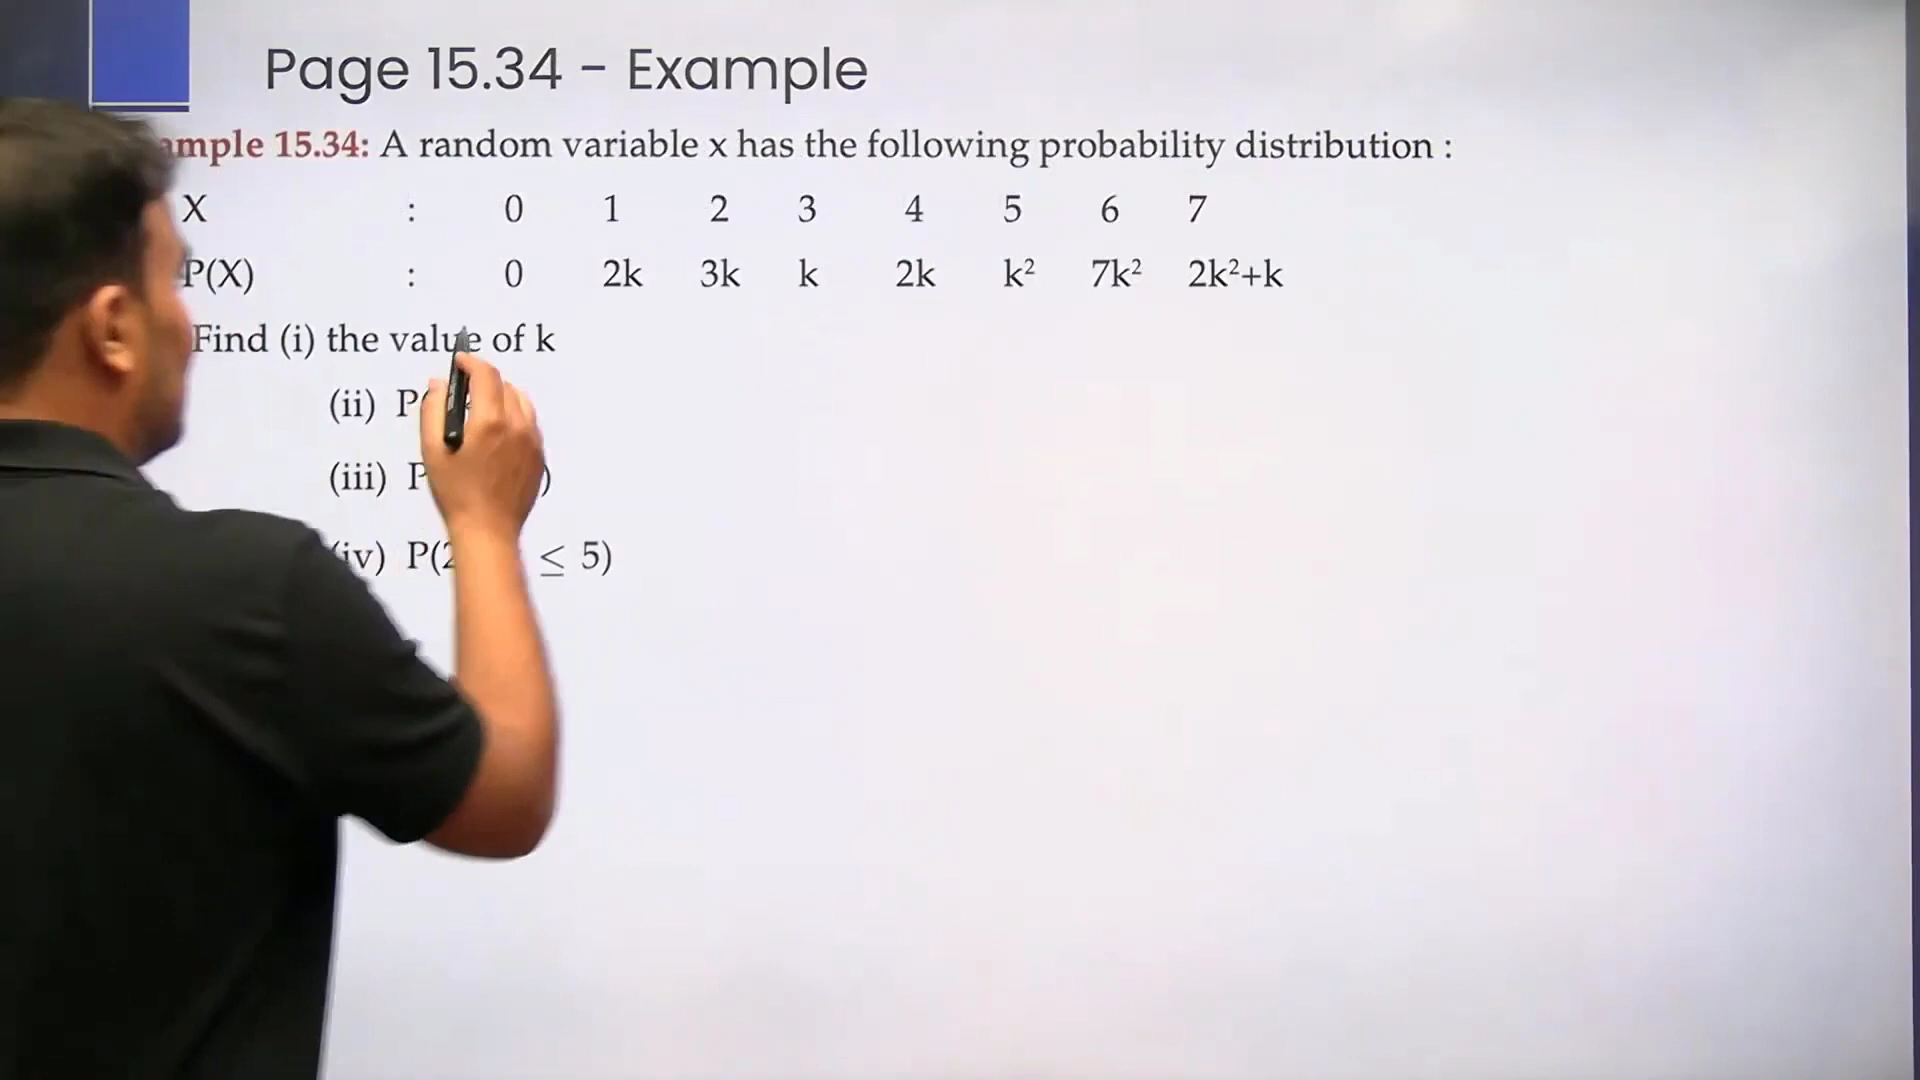 Page 15.34 - Example
ample 15.34: A random variable x has the following probability distribution :
X : 0 1 2 3 4 5 6 7
P(X) : 0 2k 3k k 2k k² 7k² 2k²+k
Find (i) the value of k
(ii) P(
(iii) P )
(iv) P(2 ≤ 5)